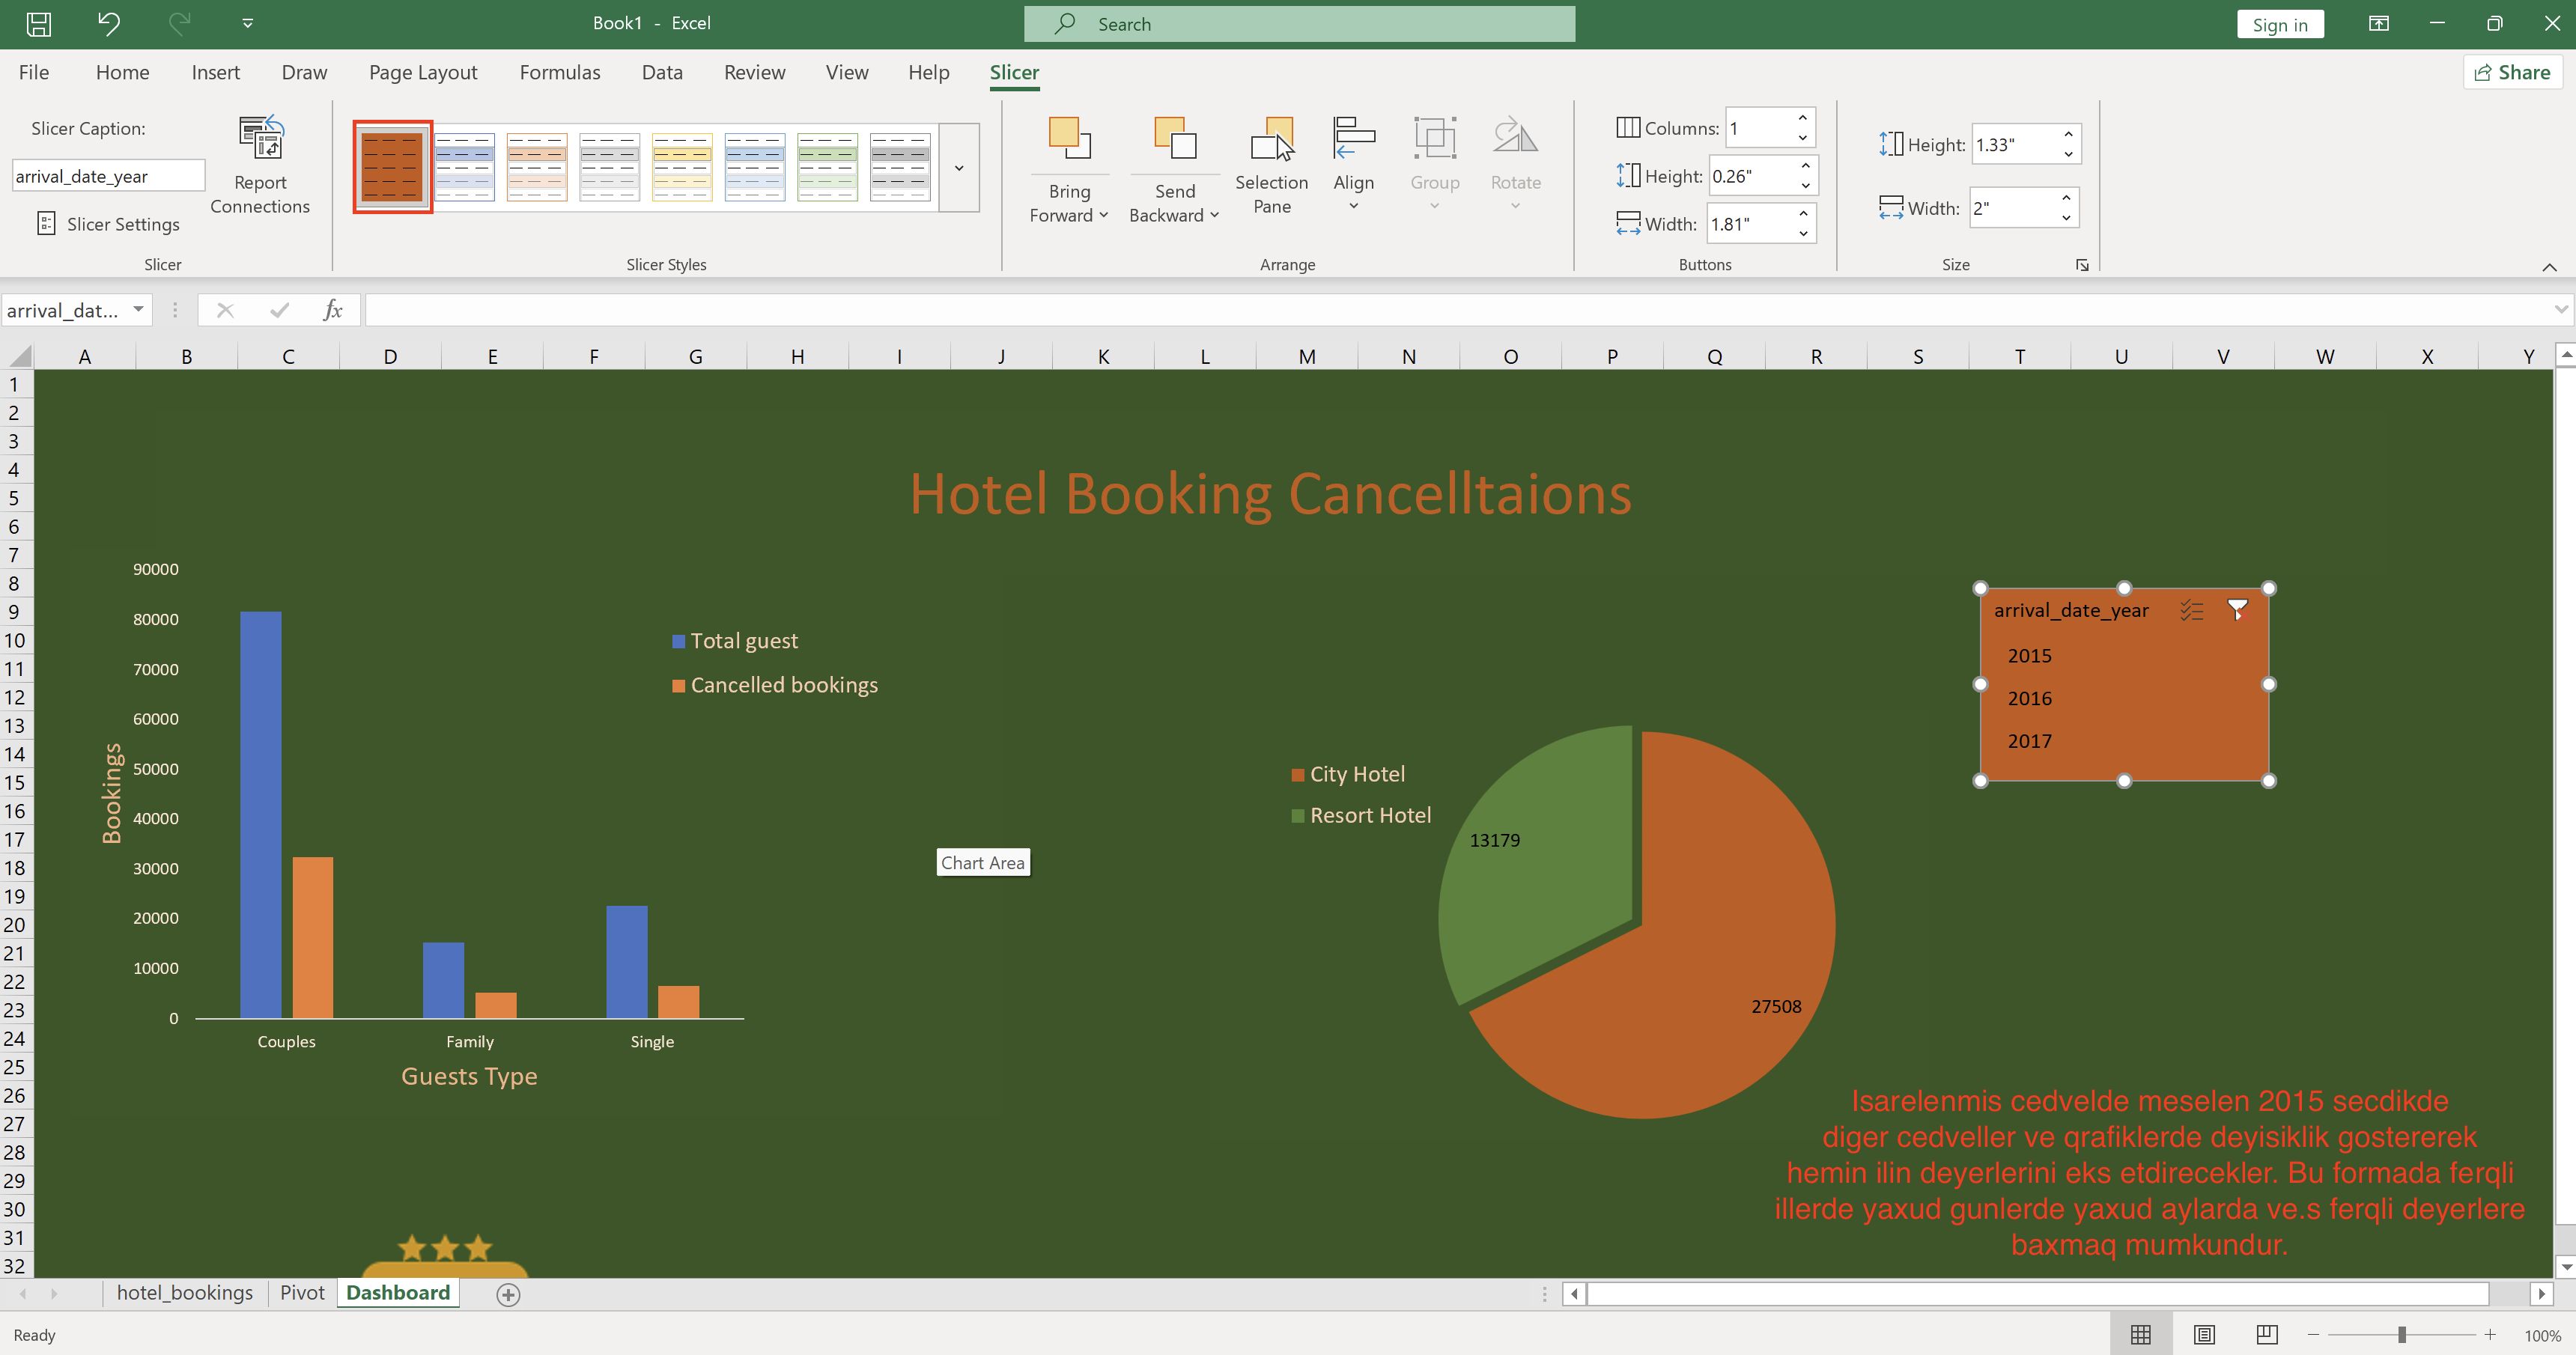 Book1 - Excel
Search
Sign in
File Home Insert Draw Page Layout Formulas Data Review View Help Slicer
Share
Slicer Caption:
arrival_date_year
Slicer Settings
Report
Connections
Slicer
Slicer Styles
Bring
Forward
Send
Backward
Selection
Pane
Align
Group
Rotate
Arrange
Columns: 1
Height: 0.26"
Width: 1.81"
Buttons
Height: 1.33"
Width: 2"
Size
arrival_dat...
fx
A B C D E F G H I J K L M N O P Q R S T U V W X Y
1
2
3
4
5
6
7
8
9
10
11
12
13
14
15
16
17
18
19
20
21
22
23
24
25
26
27
28
29
30
31
32
Hotel Booking Cancelltaions
90000
80000
70000
60000
50000
40000
30000
20000
10000
0
Bookings
Total guest
Cancelled bookings
Couples Family Single
Guests Type
Chart Area
City Hotel
Resort Hotel
13179
27508
arrival_date_year
2015
2016
2017
Isarelenmis cedvelde meselen 2015 secdikde
diger cedveller ve qrafiklerde deyisiklik gostererek
hemin ilin deyerlerini eks etdirecekler. Bu formada ferqli
illerde yaxud gunlerde yaxud aylarda ve.s ferqli deyerlere
baxmaq mumkundur.
hotel_bookings Pivot Dashboard
Ready
100%